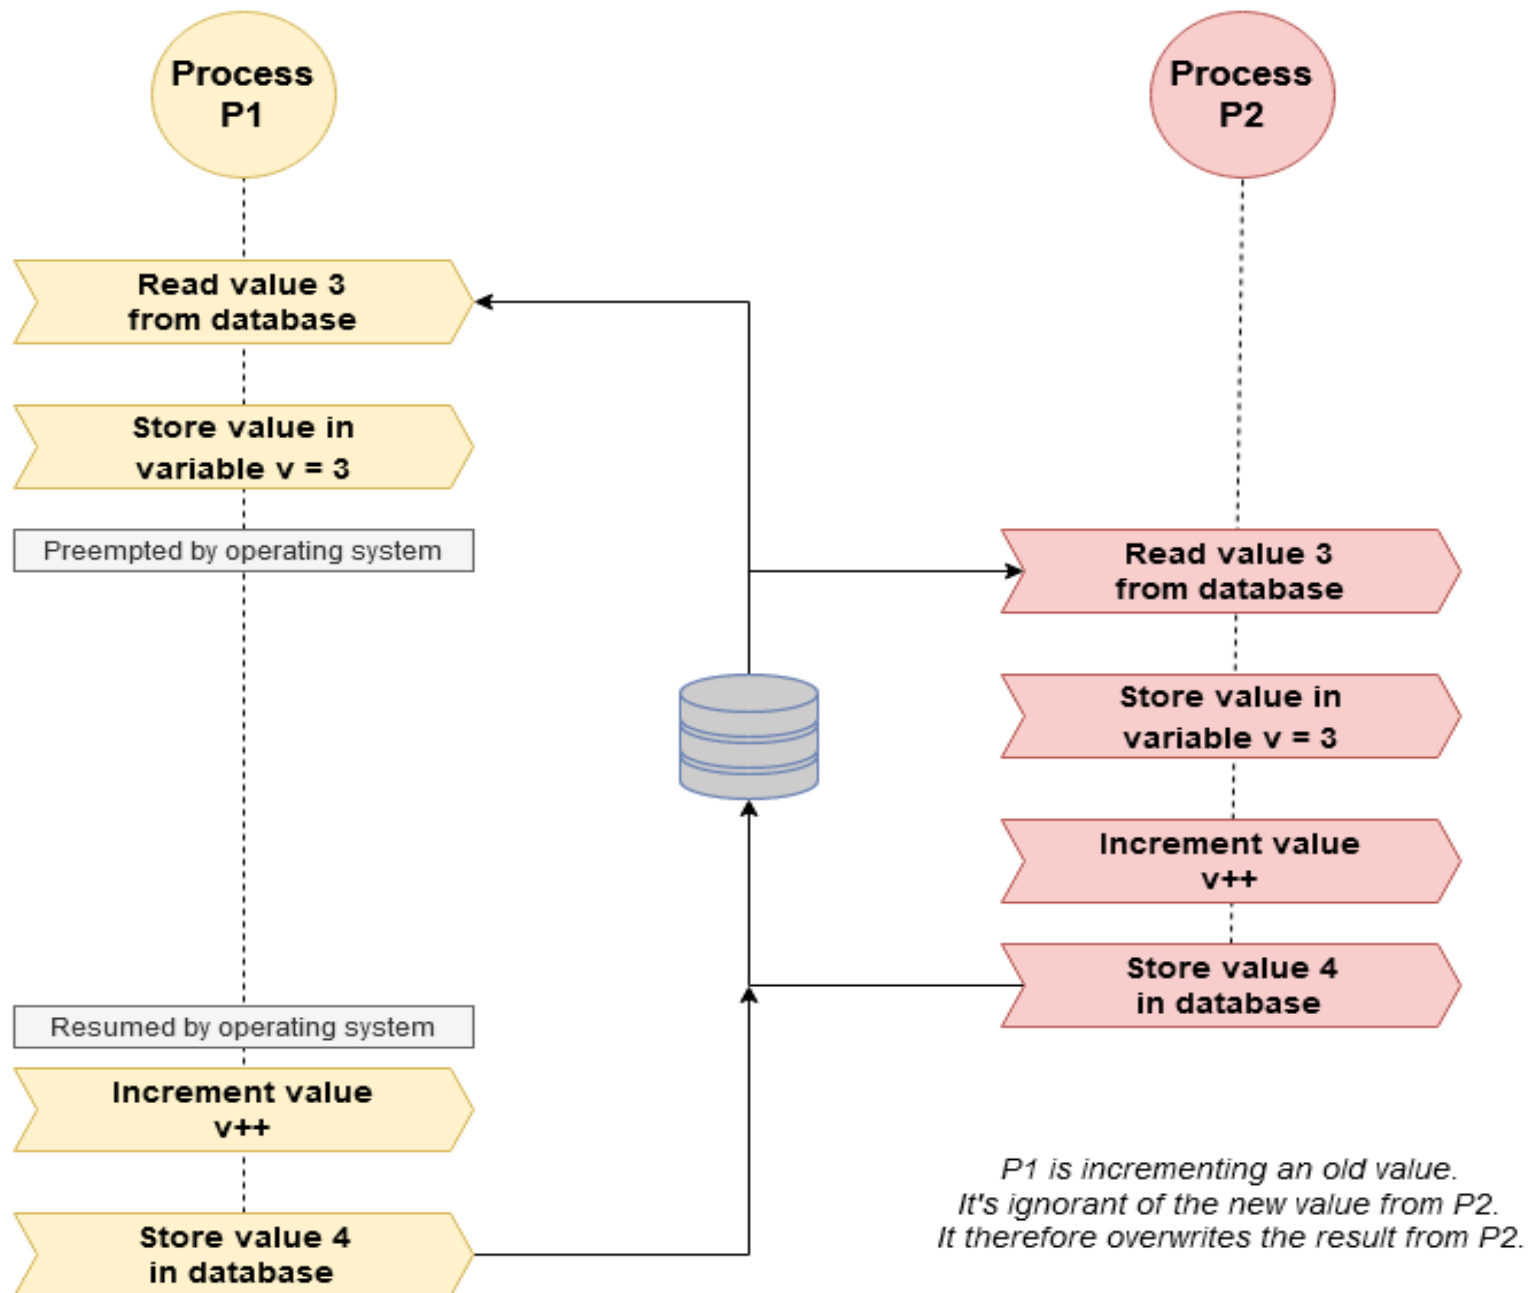 Process
P1
Process
P2
Read value 3
from database
Store value in
variable v = 3
Preempted by operating system
Read value 3
from database
Store value in
variable v = 3
Increment value
v++
Store value 4
in database
Resumed by operating system
Increment value
v++
Store value 4
in database
P1 is incrementing an old value.
It's ignorant of the new value from P2.
It therefore overwrites the result from P2.